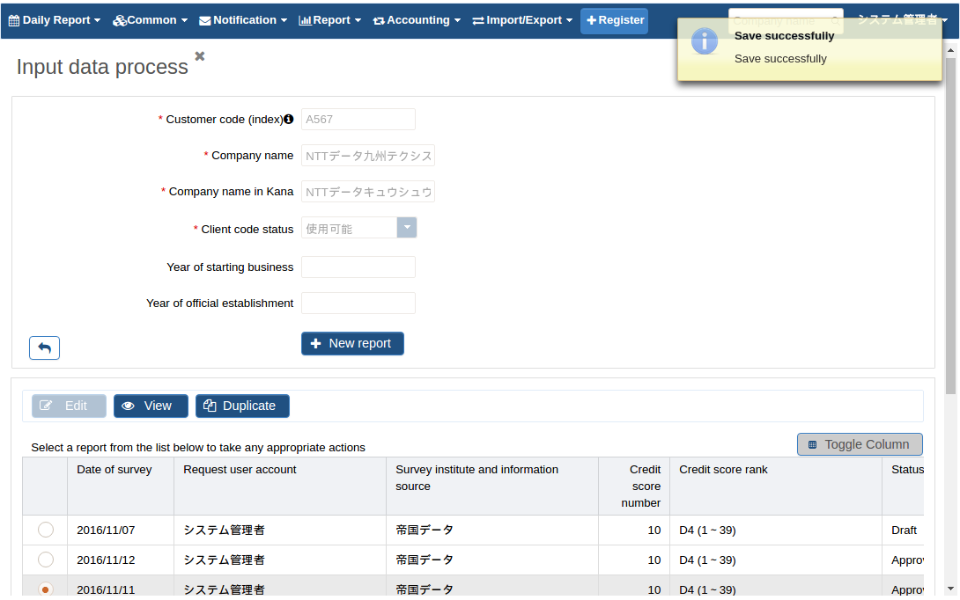 Daily Report Common Notification Report Accounting Import/Export Register システム管理者
Save successfully
Save successfully
Input data process
* Customer code (index) A567
* Company name NTTデータ九州テクシス
* Company name in Kana NTTデータキュウシュウ
* Client code status 使用可能
Year of starting business
Year of official establishment
New report
Edit View Duplicate
Select a report from the list below to take any appropriate actions
Toggle Column
Date of survey Request user account Survey institute and information source Credit score number Credit score rank Status
2016/11/07 システム管理者 帝国データ 10 D4 (1 ~ 39) Draft
2016/11/12 システム管理者 帝国データ 10 D4 (1 ~ 39) Approv
2016/11/11 システム管理者 帝国データ 10 D4 (1 ~ 39) Approv